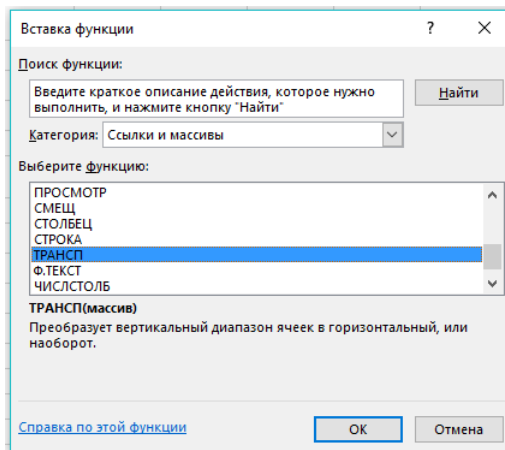 Вставка функции
?
Поиск функции:
Введите краткое описание действия, которое нужно
выполнить, и нажмите кнопку "Найти"
Найти
Категория: Ссылки и массивы
Выберите функцию:
ПРОСМОТР
СМЕЩ
СТОЛБЕЦ
СТРОКА
ТРАНСП
Ф.ТЕКСТ
ЧИСЛСТОЛБ
ТРАНСП(массив)
Преобразует вертикальный диапазон ячеек в горизонтальный, или
наоборот.
Справка по этой функции
ОК
Отмена